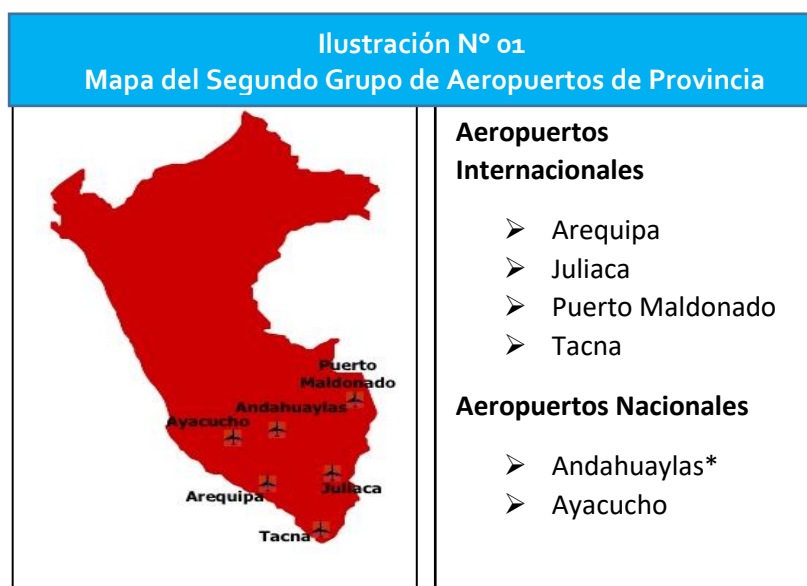 Ilustración Nº 01
Mapa del Segundo Grupo de Aeropuertos de Provincia
Puerto
Maldonado
Andahuaylas
Ayacucho
Arequipa
Juliaca
Tacna
Aeropuertos
Internacionales
➢ Arequipa
➢ Juliaca
➢ Puerto Maldonado
➢ Tacna
Aeropuertos Nacionales
➢ Andahuaylas*
➢ Ayacucho